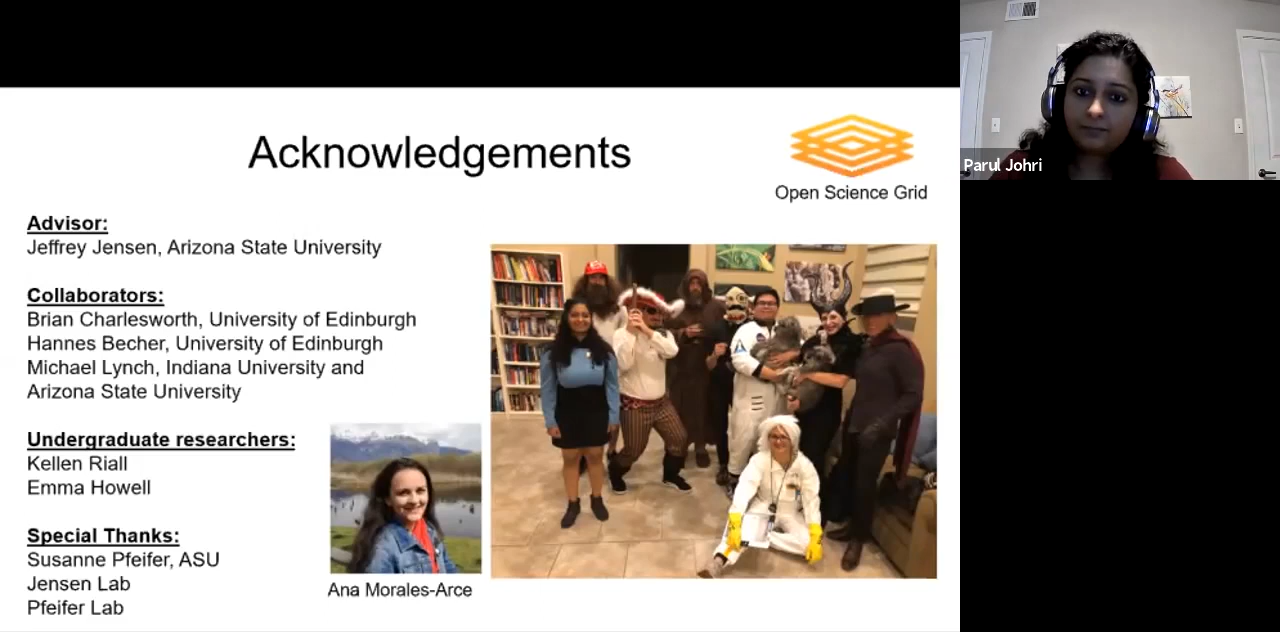 Acknowledgements
Open Science Grid
Advisor:
Jeffrey Jensen, Arizona State University
Collaborators:
Brian Charlesworth, University of Edinburgh
Hannes Becher, University of Edinburgh
Michael Lynch, Indiana University and
Arizona State University
Undergraduate researchers:
Kellen Riall
Emma Howell
Special Thanks:
Susanne Pfeifer, ASU
Jensen Lab
Pfeifer Lab
Ana Morales-Arce
Parul Johri